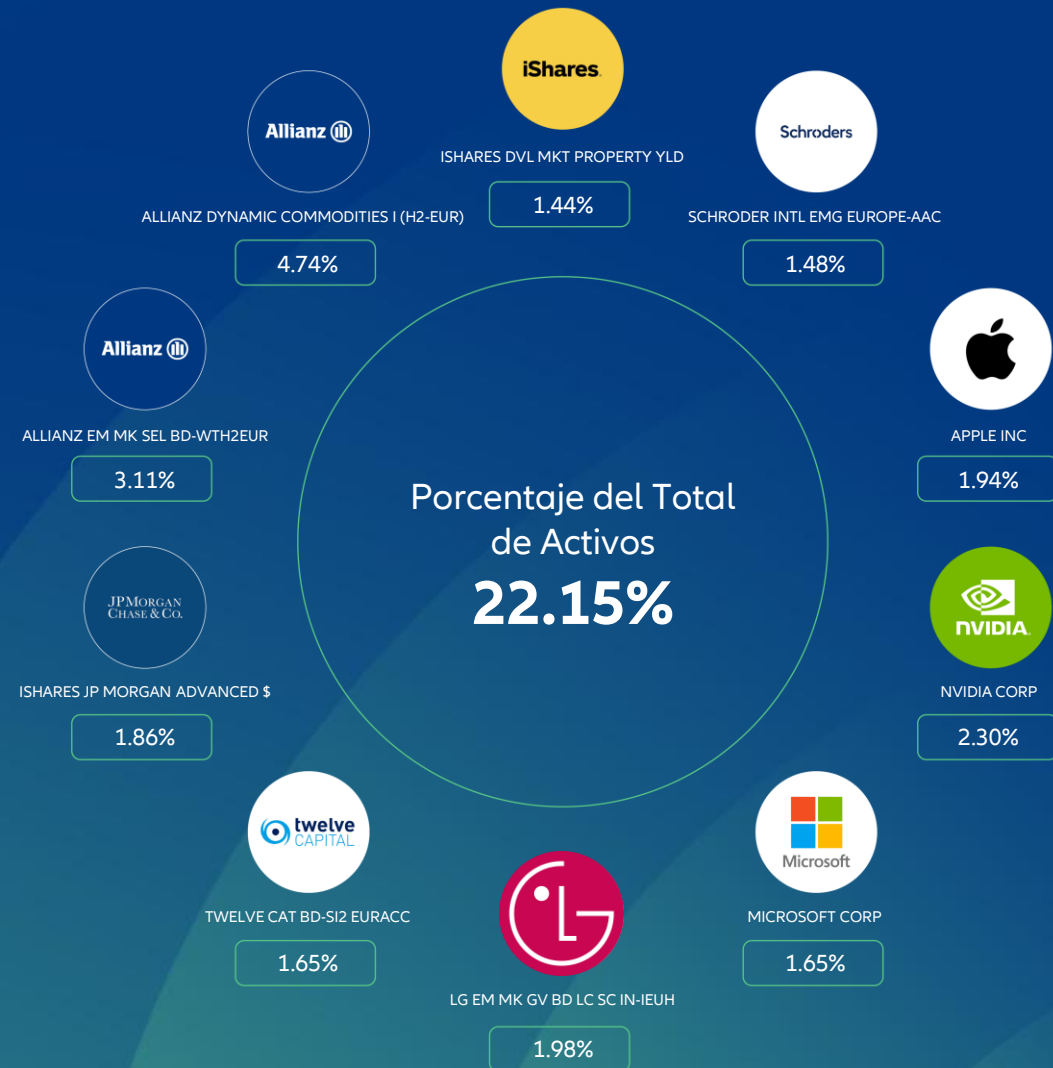 iShares.
ISHARES DVL MKT PROPERTY YLD
1.44%
Schroders
SCHRODER INTL EMG EUROPE-AAC
1.48%
APPLE INC
1.94%
NVIDIA.
NVIDIA CORP
2.30%
Microsoft
MICROSOFT CORP
1.65%
LG
LG EM MK GV BD LC SC IN-IEUH
1.98%
twelve
CAPITAL
TWELVE CAT BD-SI2 EURACC
1.65%
JPMORGAN
CHASE & CO.
ISHARES JP MORGAN ADVANCED $
1.86%
Allianz
ALLIANZ EM MK SEL BD-WTH2EUR
3.11%
Allianz
ALLIANZ DYNAMIC COMMODITIES I (H2-EUR)
4.74%
Porcentaje del Total
de Activos
22.15%